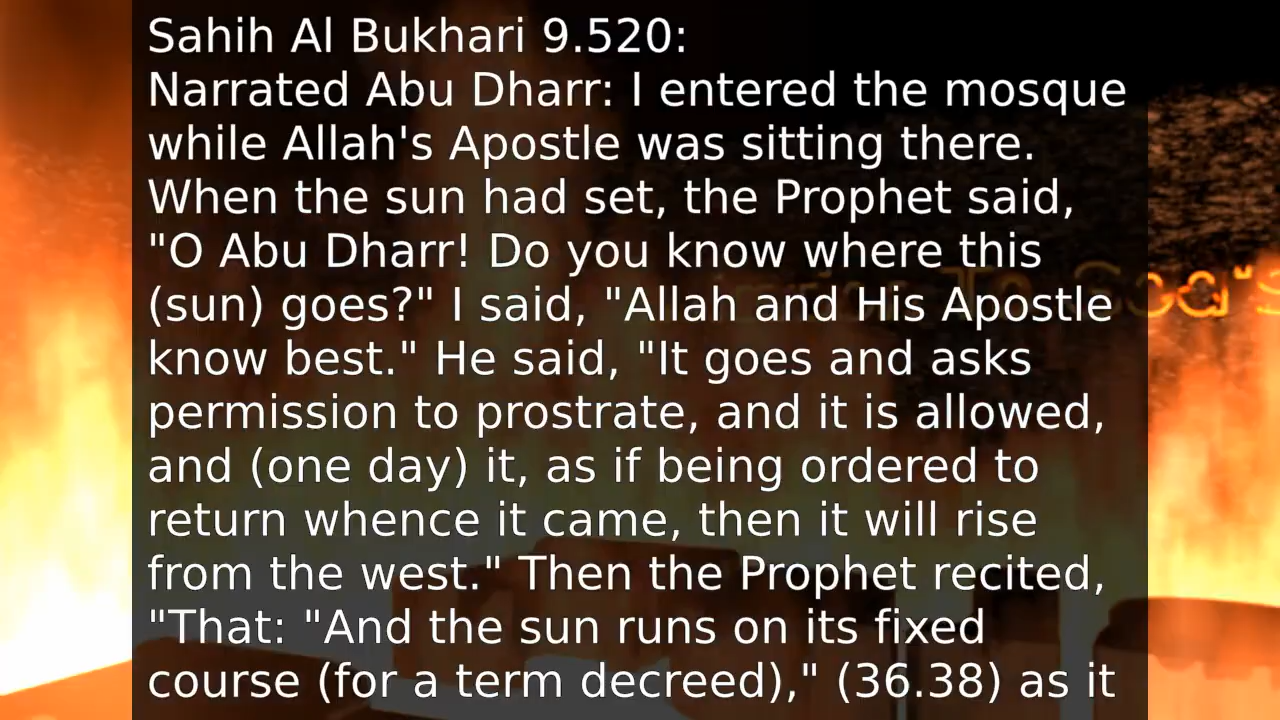 Sahih Al Bukhari 9.520:
Narrated Abu Dharr: I entered the mosque
while Allah's Apostle was sitting there.
When the sun had set, the Prophet said,
"O Abu Dharr! Do you know where this
(sun) goes?" I said, "Allah and His Apostle
know best." He said, "It goes and asks
permission to prostrate, and it is allowed,
and (one day) it, as if being ordered to
return whence it came, then it will rise
from the west." Then the Prophet recited,
"That: "And the sun runs on its fixed
course (for a term decreed)," (36.38) as it